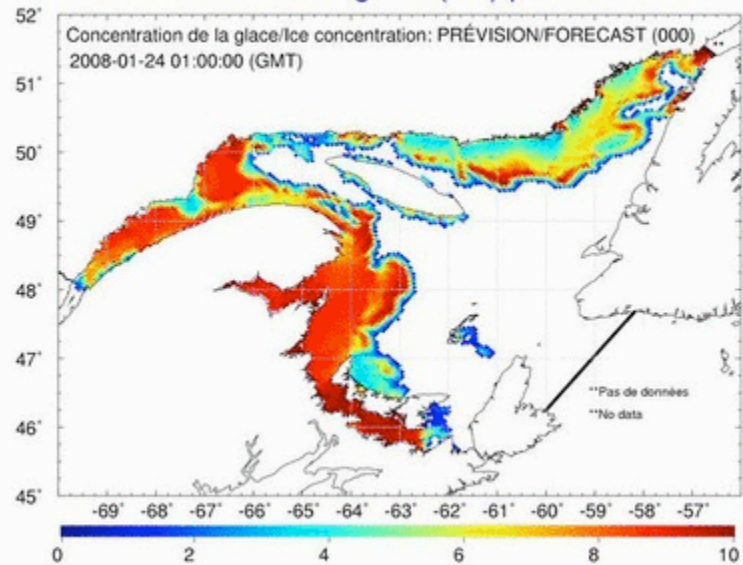 Concentration de la glace/Ice concentration: PRÉVISION/FORECAST (000)
2008-01-24 01:00:00 (GMT)
52°
51°
50°
49°
48°
47°
46°
45°
**
**Pas de données
**No data
-69° -68° -67° -66° -65° -64° -63° -62° -61° -60° -59° -58° -57°
0 2 4 6 8 10